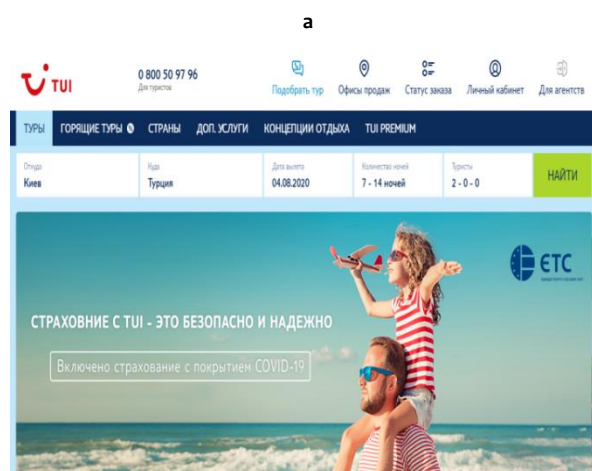 а
TUI
0 800 50 97 96
Для туристов
Подобрать тур
Офисы продаж
Статус заказа
Личный кабинет
Для агентств
ТУРЫ
ГОРЯЩИЕ ТУРЫ
СТРАНЫ
ДОП. УСЛУГИ
КОНЦЕПЦИИ ОТДЫХА
TUI PREMIUM
Откуда
Киев
Куда
Турция
Дата вылета
04.08.2020
Количество ночей
7 - 14 ночей
Туристы
2 - 0 - 0
НАЙТИ
ЄТС
СТРАХОВНИЕ С TUI - ЭТО БЕЗОПАСНО И НАДЕЖНО
Включено страхование с покрытием COVID-19